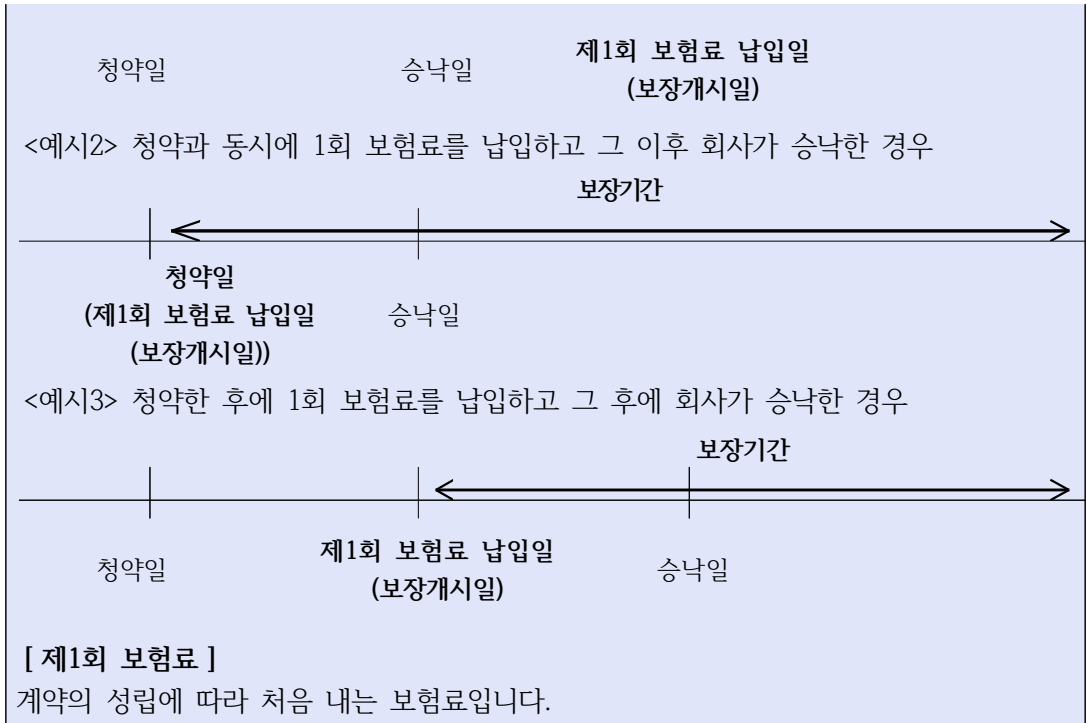 제1회 보험료 납입일
청약일 승낙일
(보장개시일)
<예시2> 청약과 동시에 1회 보험료를 납입하고 그 이후 회사가 승낙한 경우
보장기간
청약일
(제1회 보험료 납입일 승낙일
(보장개시일))
<예시3> 청약한 후에 1회 보험료를 납입하고 그 후에 회사가 승낙한 경우
보장기간
제1회 보험료 납입일
청약일 승낙일
(보장개시일)
[ 제1회 보험료 ]
계약의 성립에 따라 처음 내는 보험료입니다.